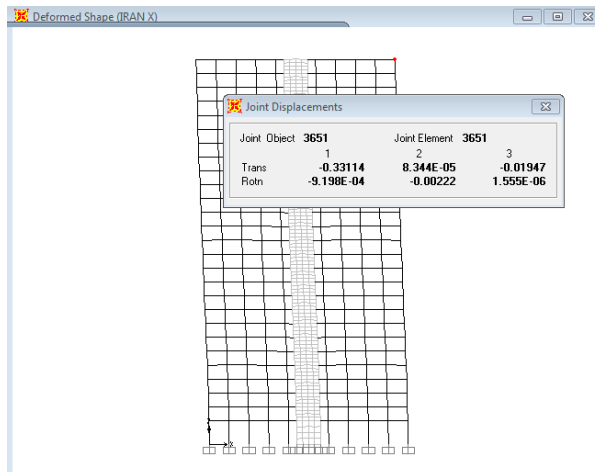 Deformed Shape (IRAN X)
Joint Displacements
Joint Object 3651 Joint Element 3651
1 2 3
Trans -0.33114 8.344E-05 -0.01947
Rotn -9.198E-04 -0.00222 1.555E-06
Z
X